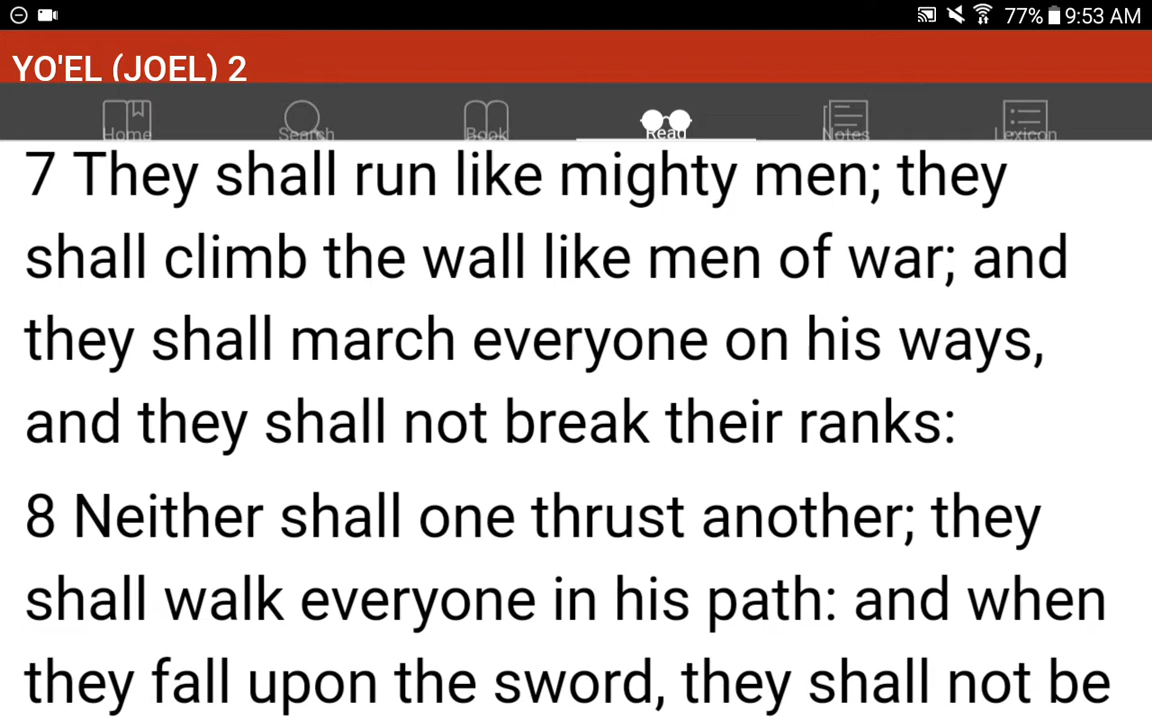 77% 9:53 AM
YO'EL (JOEL) 2
Home Search Book Read Notes Lexicon
7 They shall run like mighty men; they
shall climb the wall like men of war; and
they shall march everyone on his ways,
and they shall not break their ranks:
8 Neither shall one thrust another; they
shall walk everyone in his path: and when
they fall upon the sword, they shall not be